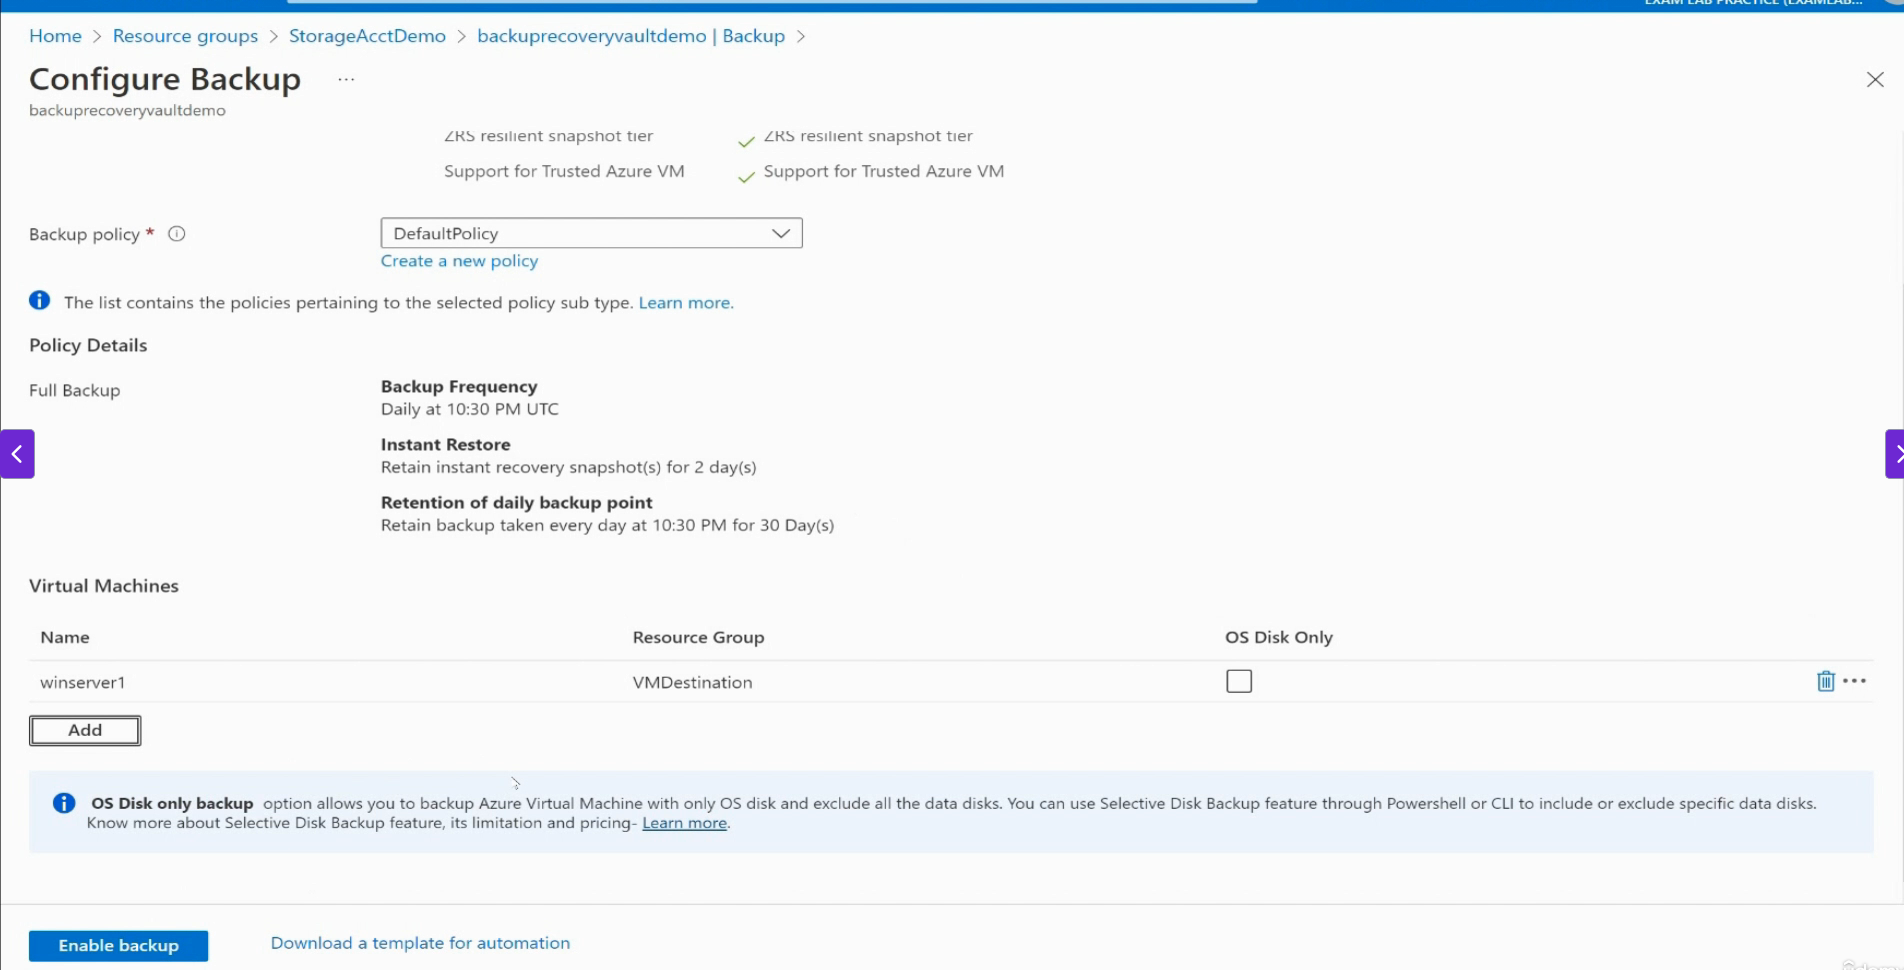 EXAM LAB PRACTICE (EXAMLAB...
Home > Resource groups > StorageAcctDemo > backuprecoveryvaultdemo | Backup >
Configure Backup ...
backuprecoveryvaultdemo
ZRS resilient snapshot tier ZRS resilient snapshot tier
Support for Trusted Azure VM Support for Trusted Azure VM
Backup policy * DefaultPolicy
Create a new policy
The list contains the policies pertaining to the selected policy sub type. Learn more.
Policy Details
Full Backup Backup Frequency
Daily at 10:30 PM UTC
Instant Restore
Retain instant recovery snapshot(s) for 2 day(s)
Retention of daily backup point
Retain backup taken every day at 10:30 PM for 30 Day(s)
Virtual Machines
Name Resource Group OS Disk Only
winserver1 VMDestination
Add
OS Disk only backup option allows you to backup Azure Virtual Machine with only OS disk and exclude all the data disks. You can use Selective Disk Backup feature through Powershell or CLI to include or exclude specific data disks.
Know more about Selective Disk Backup feature, its limitation and pricing- Learn more.
Enable backup Download a template for automation